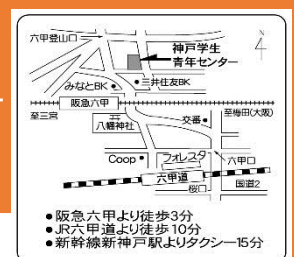 六甲登山口
神戸学生
青年センター
みなとBK
三井住友BK
阪急六甲
至三宮
至梅田(大阪)
八幡神社
交番
Coop
フォレスタ
六甲口
六甲道
桜口
国道2
●阪急六甲より徒歩3分
●JR六甲道より徒歩10分
●新幹線新神戸駅よりタクシー15分